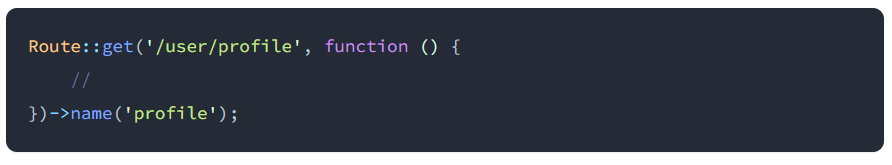 Route::get('/user/profile', function () {
    //
})->name('profile');